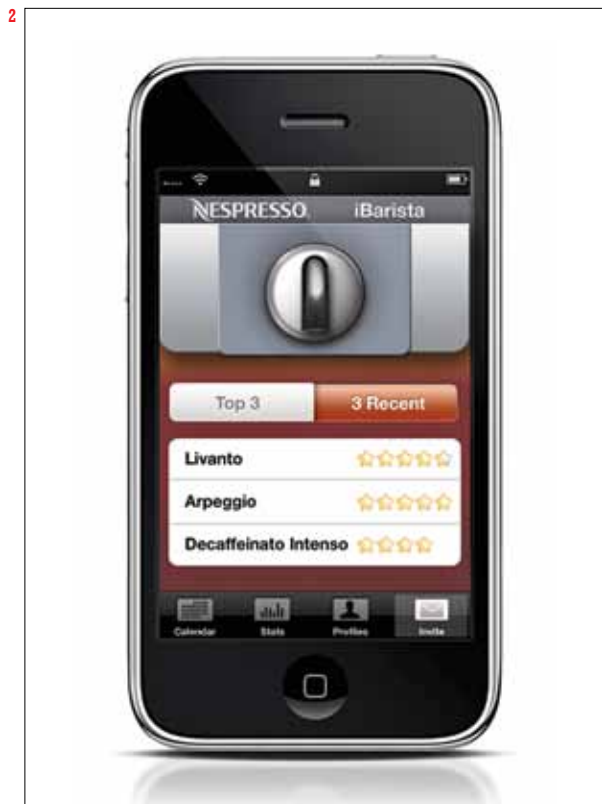 2
NESPRESSO. iBarista
Top 3 3 Recent
Livanto
Arpeggio
Decaffeinato Intenso
Calendar Stats Profiles Invite